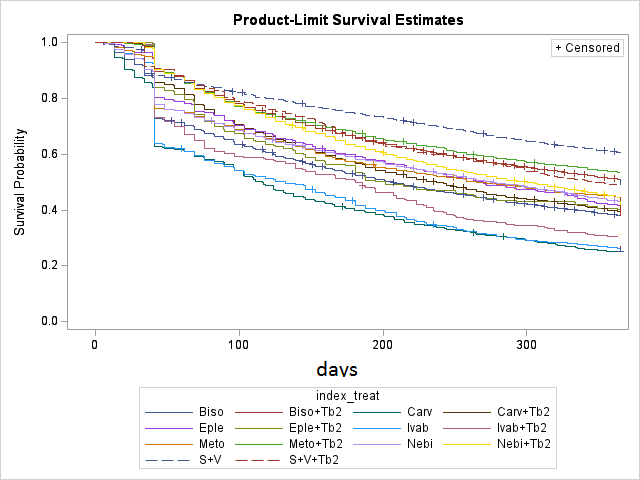 Product-Limit Survival Estimates
+ Censored
Survival Probability
1.0
0.8
0.6
0.4
0.2
0.0
0 100 200 300
days
index_treat
Biso Biso+Tb2 Carv Carv+Tb2
Eple Eple+Tb2 Ivab Ivab+Tb2
Meto Meto+Tb2 Nebi Nebi+Tb2
S+V S+V+Tb2